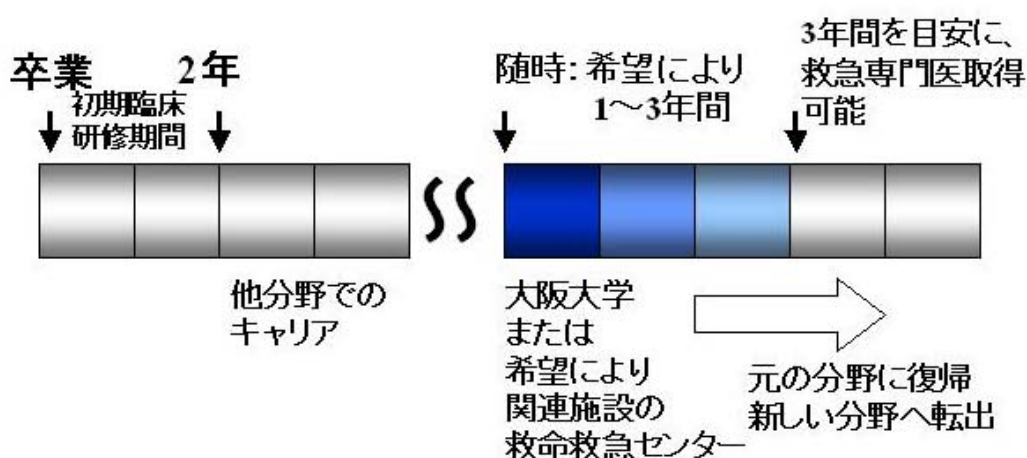 卒業
2年
初期臨床
研修期間
随時: 希望により
1～3年間
3年間を目安に、
救急専門医取得
可能
他分野での
キャリア
大阪大学
または
希望により
関連施設の
救命救急センター
元の分野に復帰
新しい分野へ転出